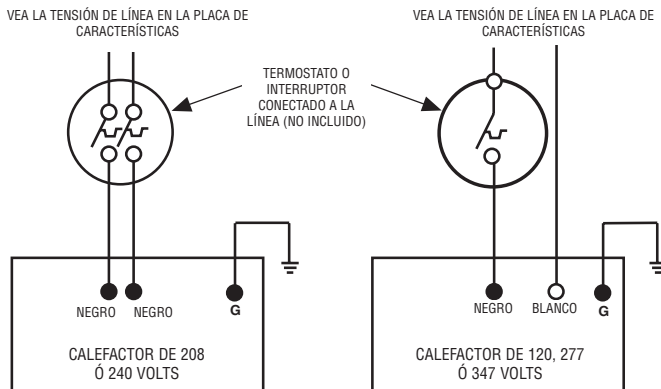 VEA LA TENSIÓN DE LÍNEA EN LA PLACA DE
CARACTERÍSTICAS
VEA LA TENSIÓN DE LÍNEA EN LA PLACA DE
CARACTERÍSTICAS
TERMOSTATO O
INTERRUPTOR
CONECTADO A LA
LÍNEA (NO INCLUIDO)
NEGRO NEGRO G
CALEFACTOR DE 208
Ó 240 VOLTS
NEGRO BLANCO G
CALEFACTOR DE 120, 277
Ó 347 VOLTS